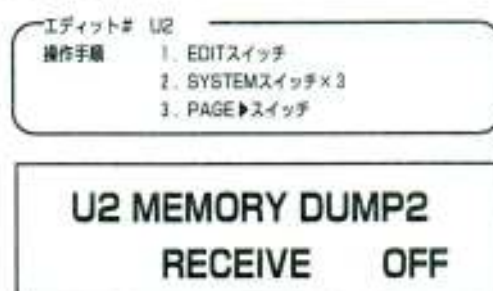 エディット# U2
操作手順 1. EDITスイッチ
2. SYSTEMスイッチ×3
3. PAGE▶スイッチ
U2 MEMORY DUMP2
RECEIVE OFF